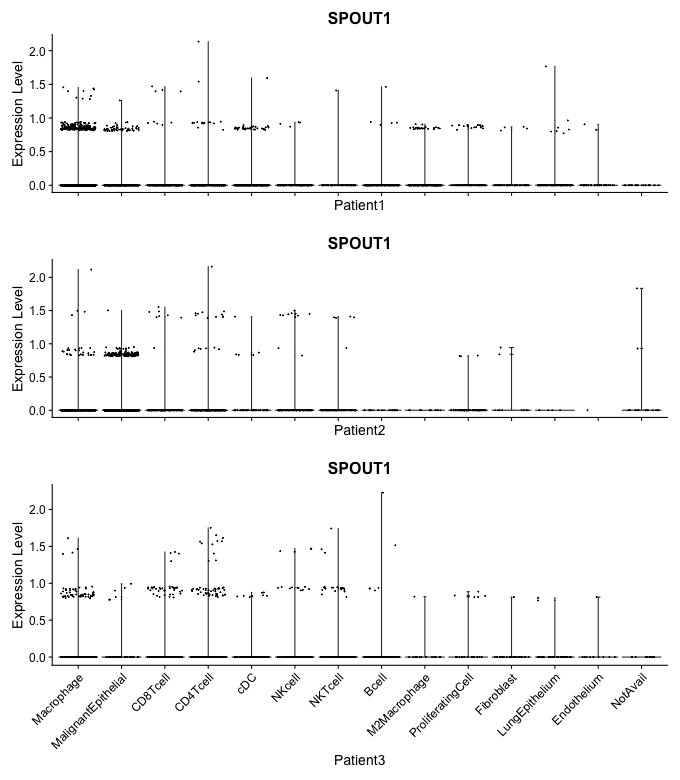 SPOUT1
Expression Level
2.0
1.5
1.0
0.5
0.0
Patient1
SPOUT1
Expression Level
2.0
1.5
1.0
0.5
0.0
Patient2
SPOUT1
Expression Level
2.0
1.5
1.0
0.5
0.0
Macrophage
MalignantEpithelial
CD8Tcell
CD4Tcell
cDC
NKcell
NKTcell
Bcell
M2Macrophage
ProliferatingCell
Fibroblast
LungEpithelium
Endothelium
NotAvail
Patient3